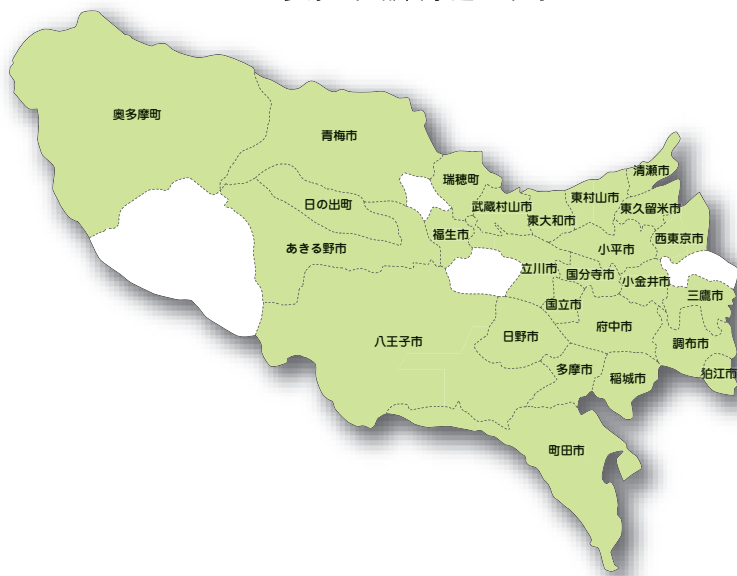 奥多摩町
青梅市
瑞穂町
清瀬市
東村山市
武蔵村山市
東久留米市
日の出町
東大和市
福生市
西東京市
あきる野市
小平市
立川市
国分寺市
小金井市
三鷹市
国立市
府中市
日野市
八王子市
調布市
多摩市
稲城市
狛江市
町田市